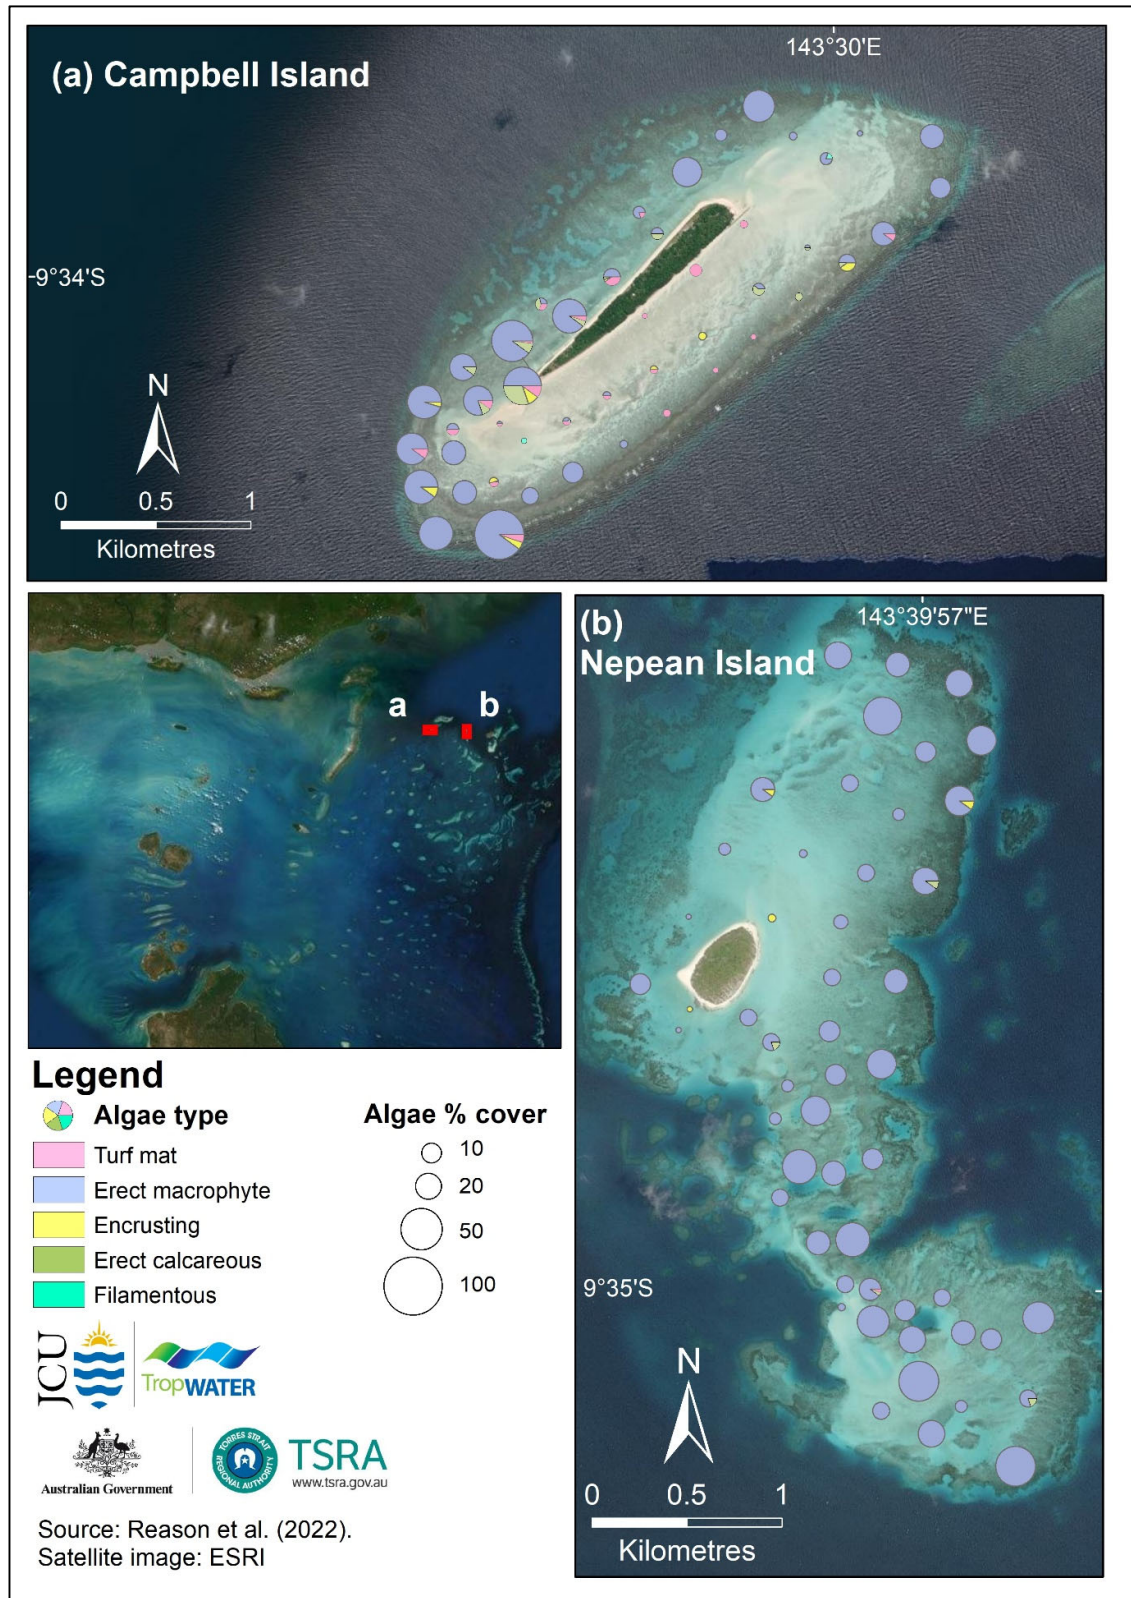 (a) Campbell Island
143°30'E
9°34'S
N
0 0.5 1
Kilometres
a b
(b)
Nepean Island
143°39'57"E
9°35'S
N
0 0.5 1
Kilometres
Legend
Algae type
Turf mat
Erect macrophyte
Encrusting
Erect calcareous
Filamentous
Algae % cover
10
20
50
100
JCU
TropWATER
Australian Government
TORRES STRAIT
REGIONAL AUTHORITY
TSRA
www.tsra.gov.au
Source: Reason et al. (2022).
Satellite image: ESRI